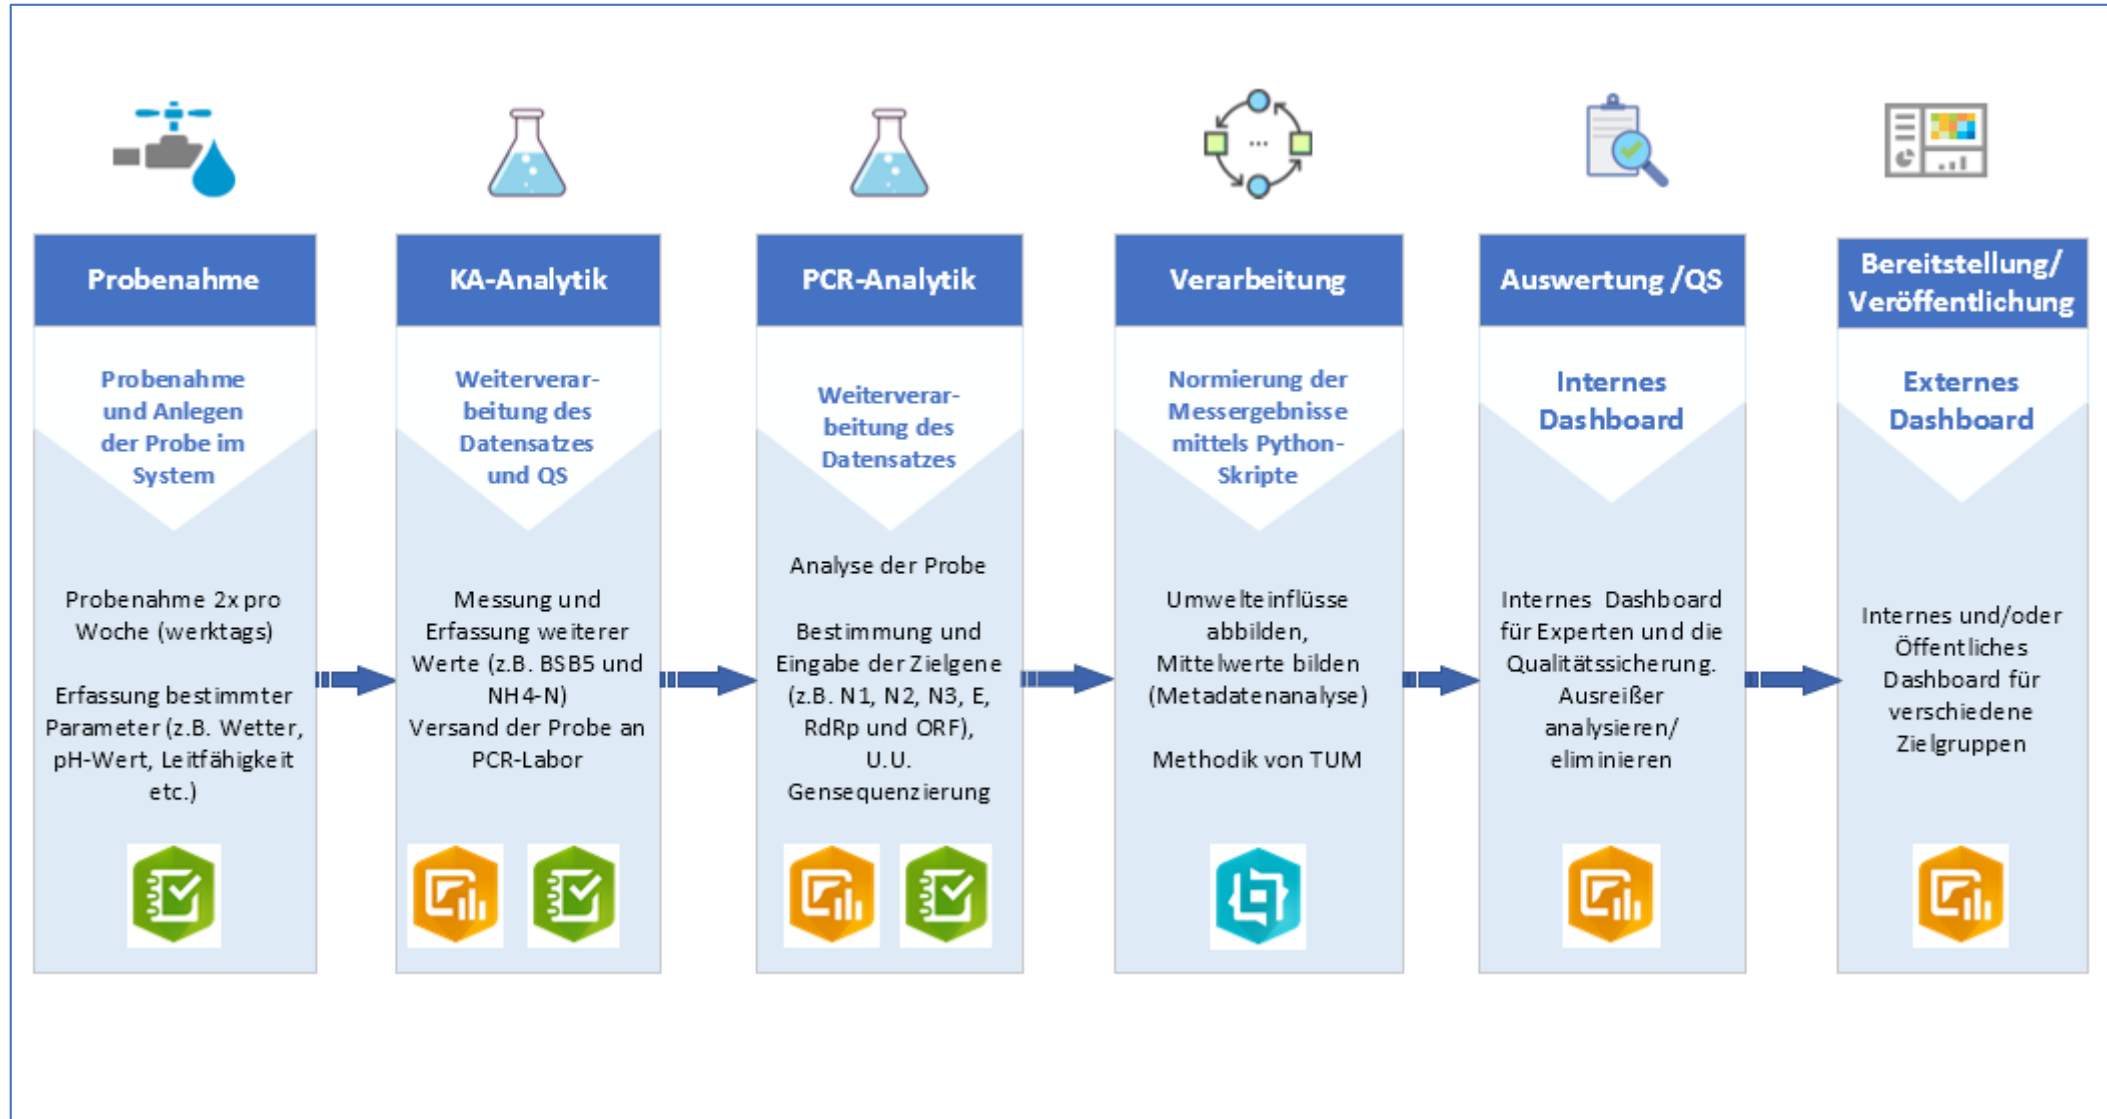 Probenahme
Probenahme
und Anlegen
der Probe im
System
Probenahme 2x pro
Woche (werktags)
Erfassung bestimmter
Parameter (z.B. Wetter,
pH-Wert, Leitfähigkeit
etc.)
KA-Analytik
Weiterverar-
beitung des
Datensatzes
und QS
Messung und
Erfassung weiterer
Werte (z.B. BSB5 und
NH4-N)
Versand der Probe an
PCR-Labor
PCR-Analytik
Weiterverar-
beitung des
Datensatzes
Analyse der Probe
Bestimmung und
Eingabe der Zielgene
(z.B. N1, N2, N3, E,
RdRp und ORF),
U.U.
Gensequenzierung
Verarbeitung
Normierung der
Messergebnisse
mittels Python-
Skripte
Umwelteinflüsse
abbilden,
Mittelwerte bilden
(Metadatenanalyse)
Methodik von TUM
Auswertung /QS
Internes
Dashboard
Internes Dashboard
für Experten und die
Qualitätssicherung.
Ausreißer
analysieren/
eliminieren
Bereitstellung/
Veröffentlichung
Externes
Dashboard
Internes und/oder
Öffentliches
Dashboard für
verschiedene
Zielgruppen